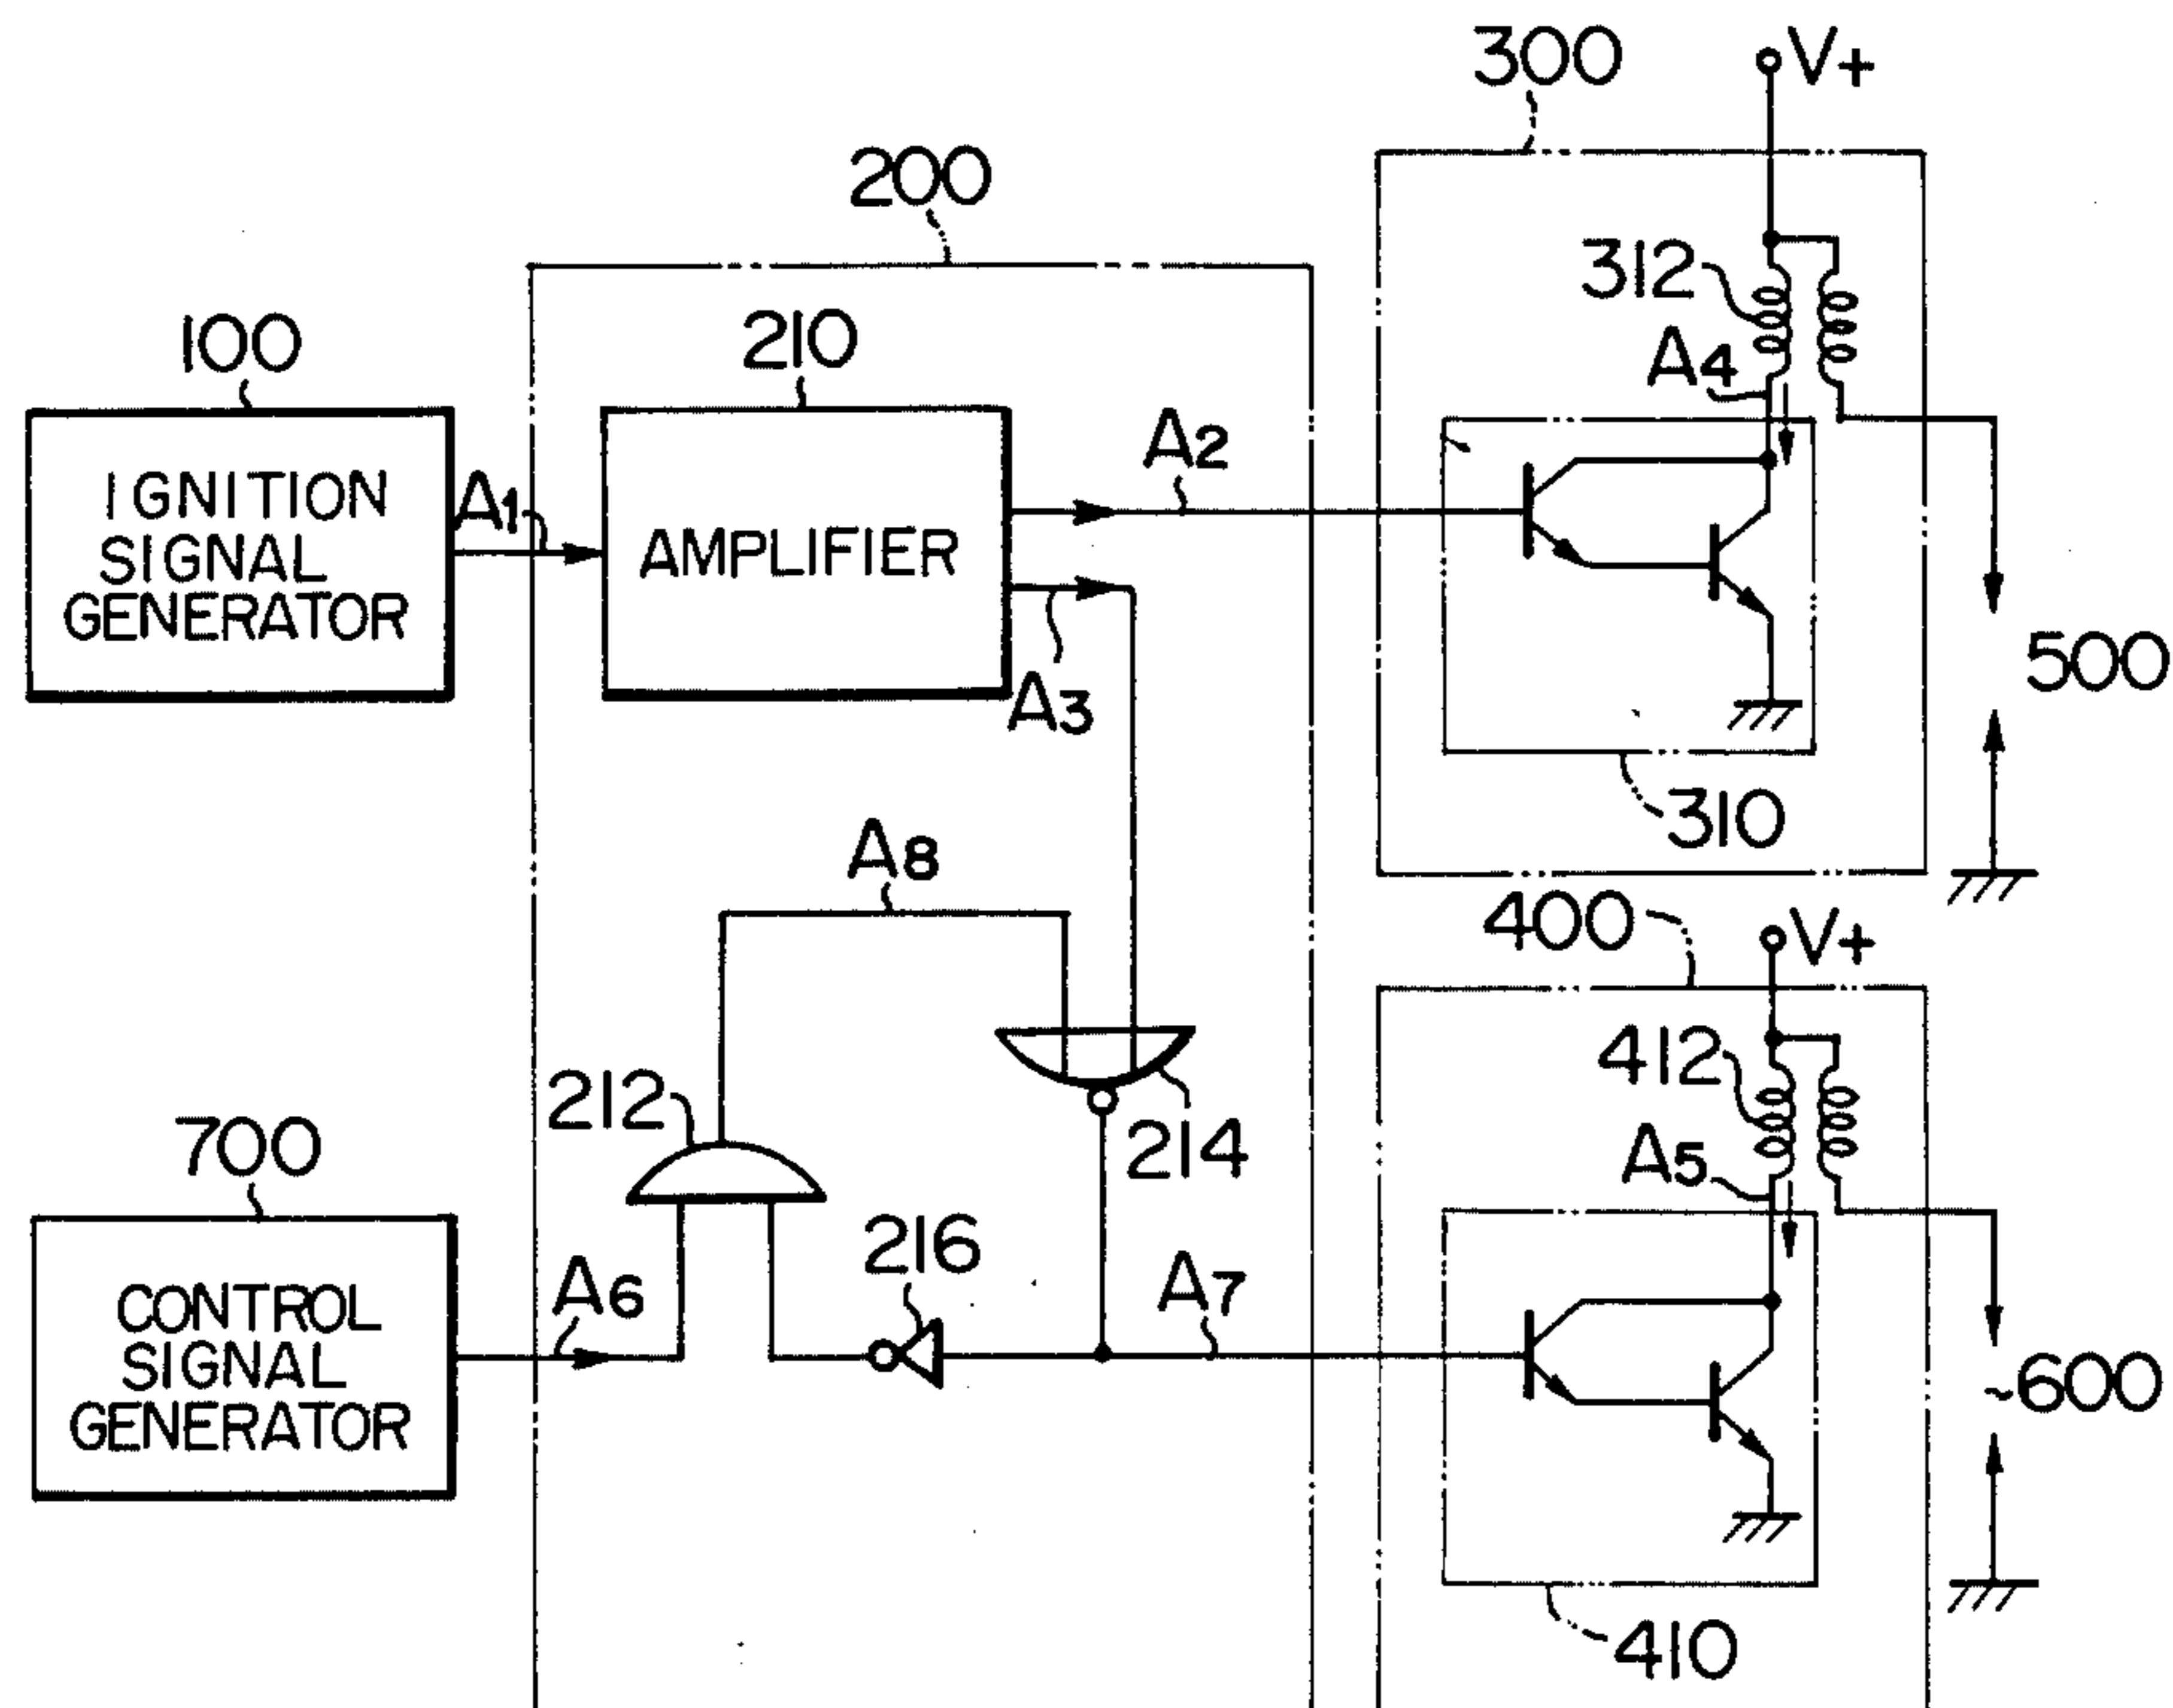 300
V+
200
312
100
210
A4
A2
IGNITION
SIGNAL
GENERATOR
A1
AMPLIFIER
A3
500
310
A8
400
V+
412
212
214
A5
700
216
A6
A7
CONTROL
SIGNAL
GENERATOR
~600
410